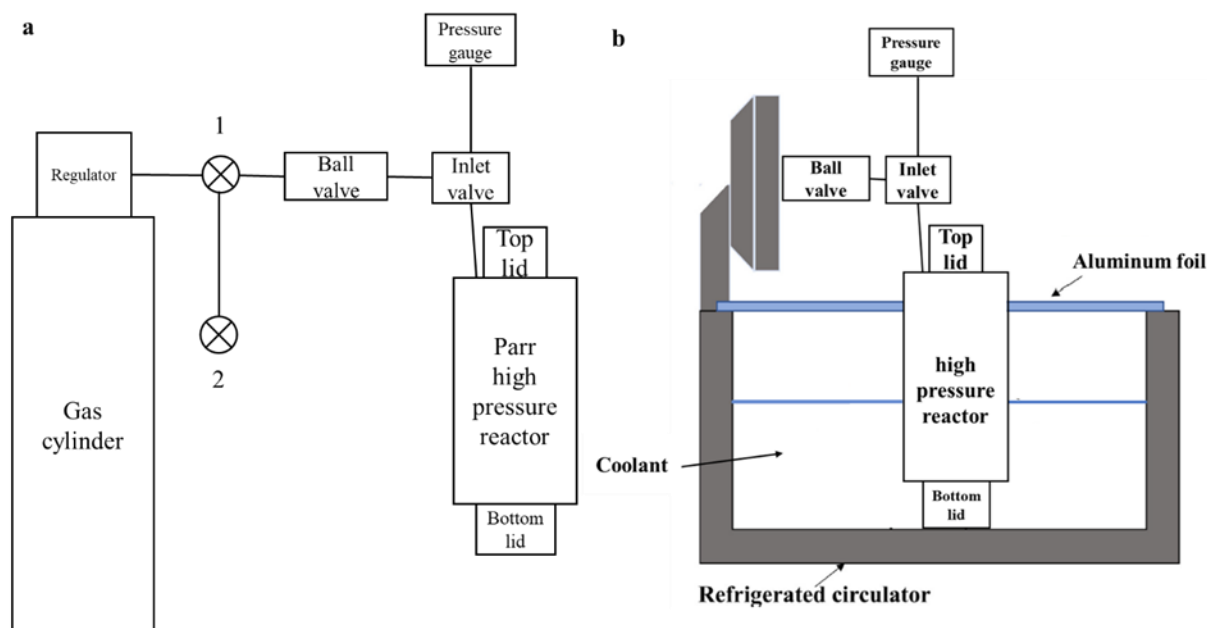 a
Pressure
gauge
1
Regulator
Ball
valve
Inlet
valve
Top
lid
2
Parr
high
pressure
reactor
Gas
cylinder
Bottom
lid
b
Pressure
gauge
Ball
valve
Inlet
valve
Top
lid
Aluminum foil
high
pressure
reactor
Coolant
Bottom
lid
Refrigerated circulator